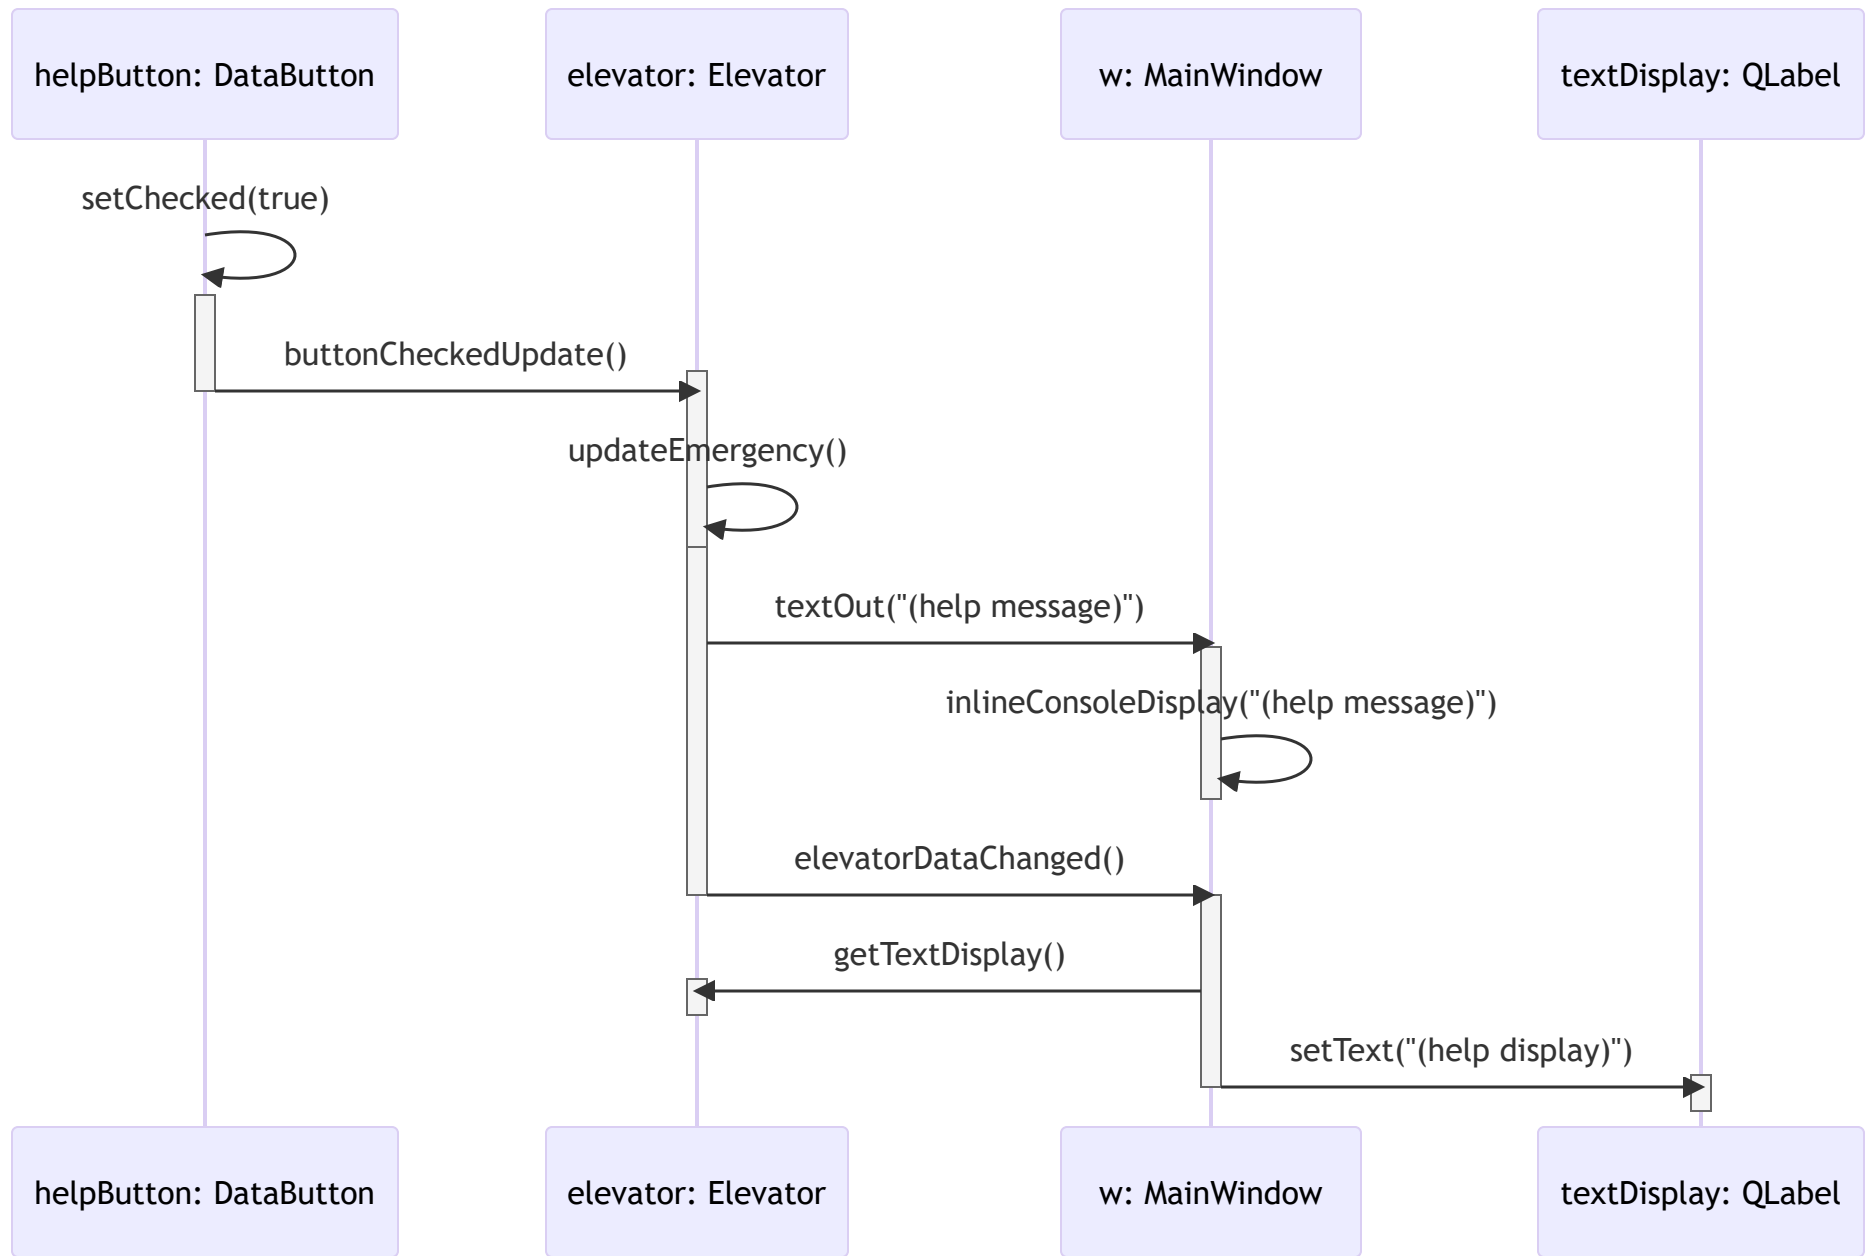 helpButton: DataButton
elevator: Elevator
w: MainWindow
textDisplay: QLabel
setChecked(true)
buttonCheckedUpdate()
updateEmergency()
textOut("(help message)")
inlineConsoleDisplay("(help message)")
elevatorDataChanged()
getTextDisplay()
setText("(help display)")
helpButton: DataButton
elevator: Elevator
w: MainWindow
textDisplay: QLabel